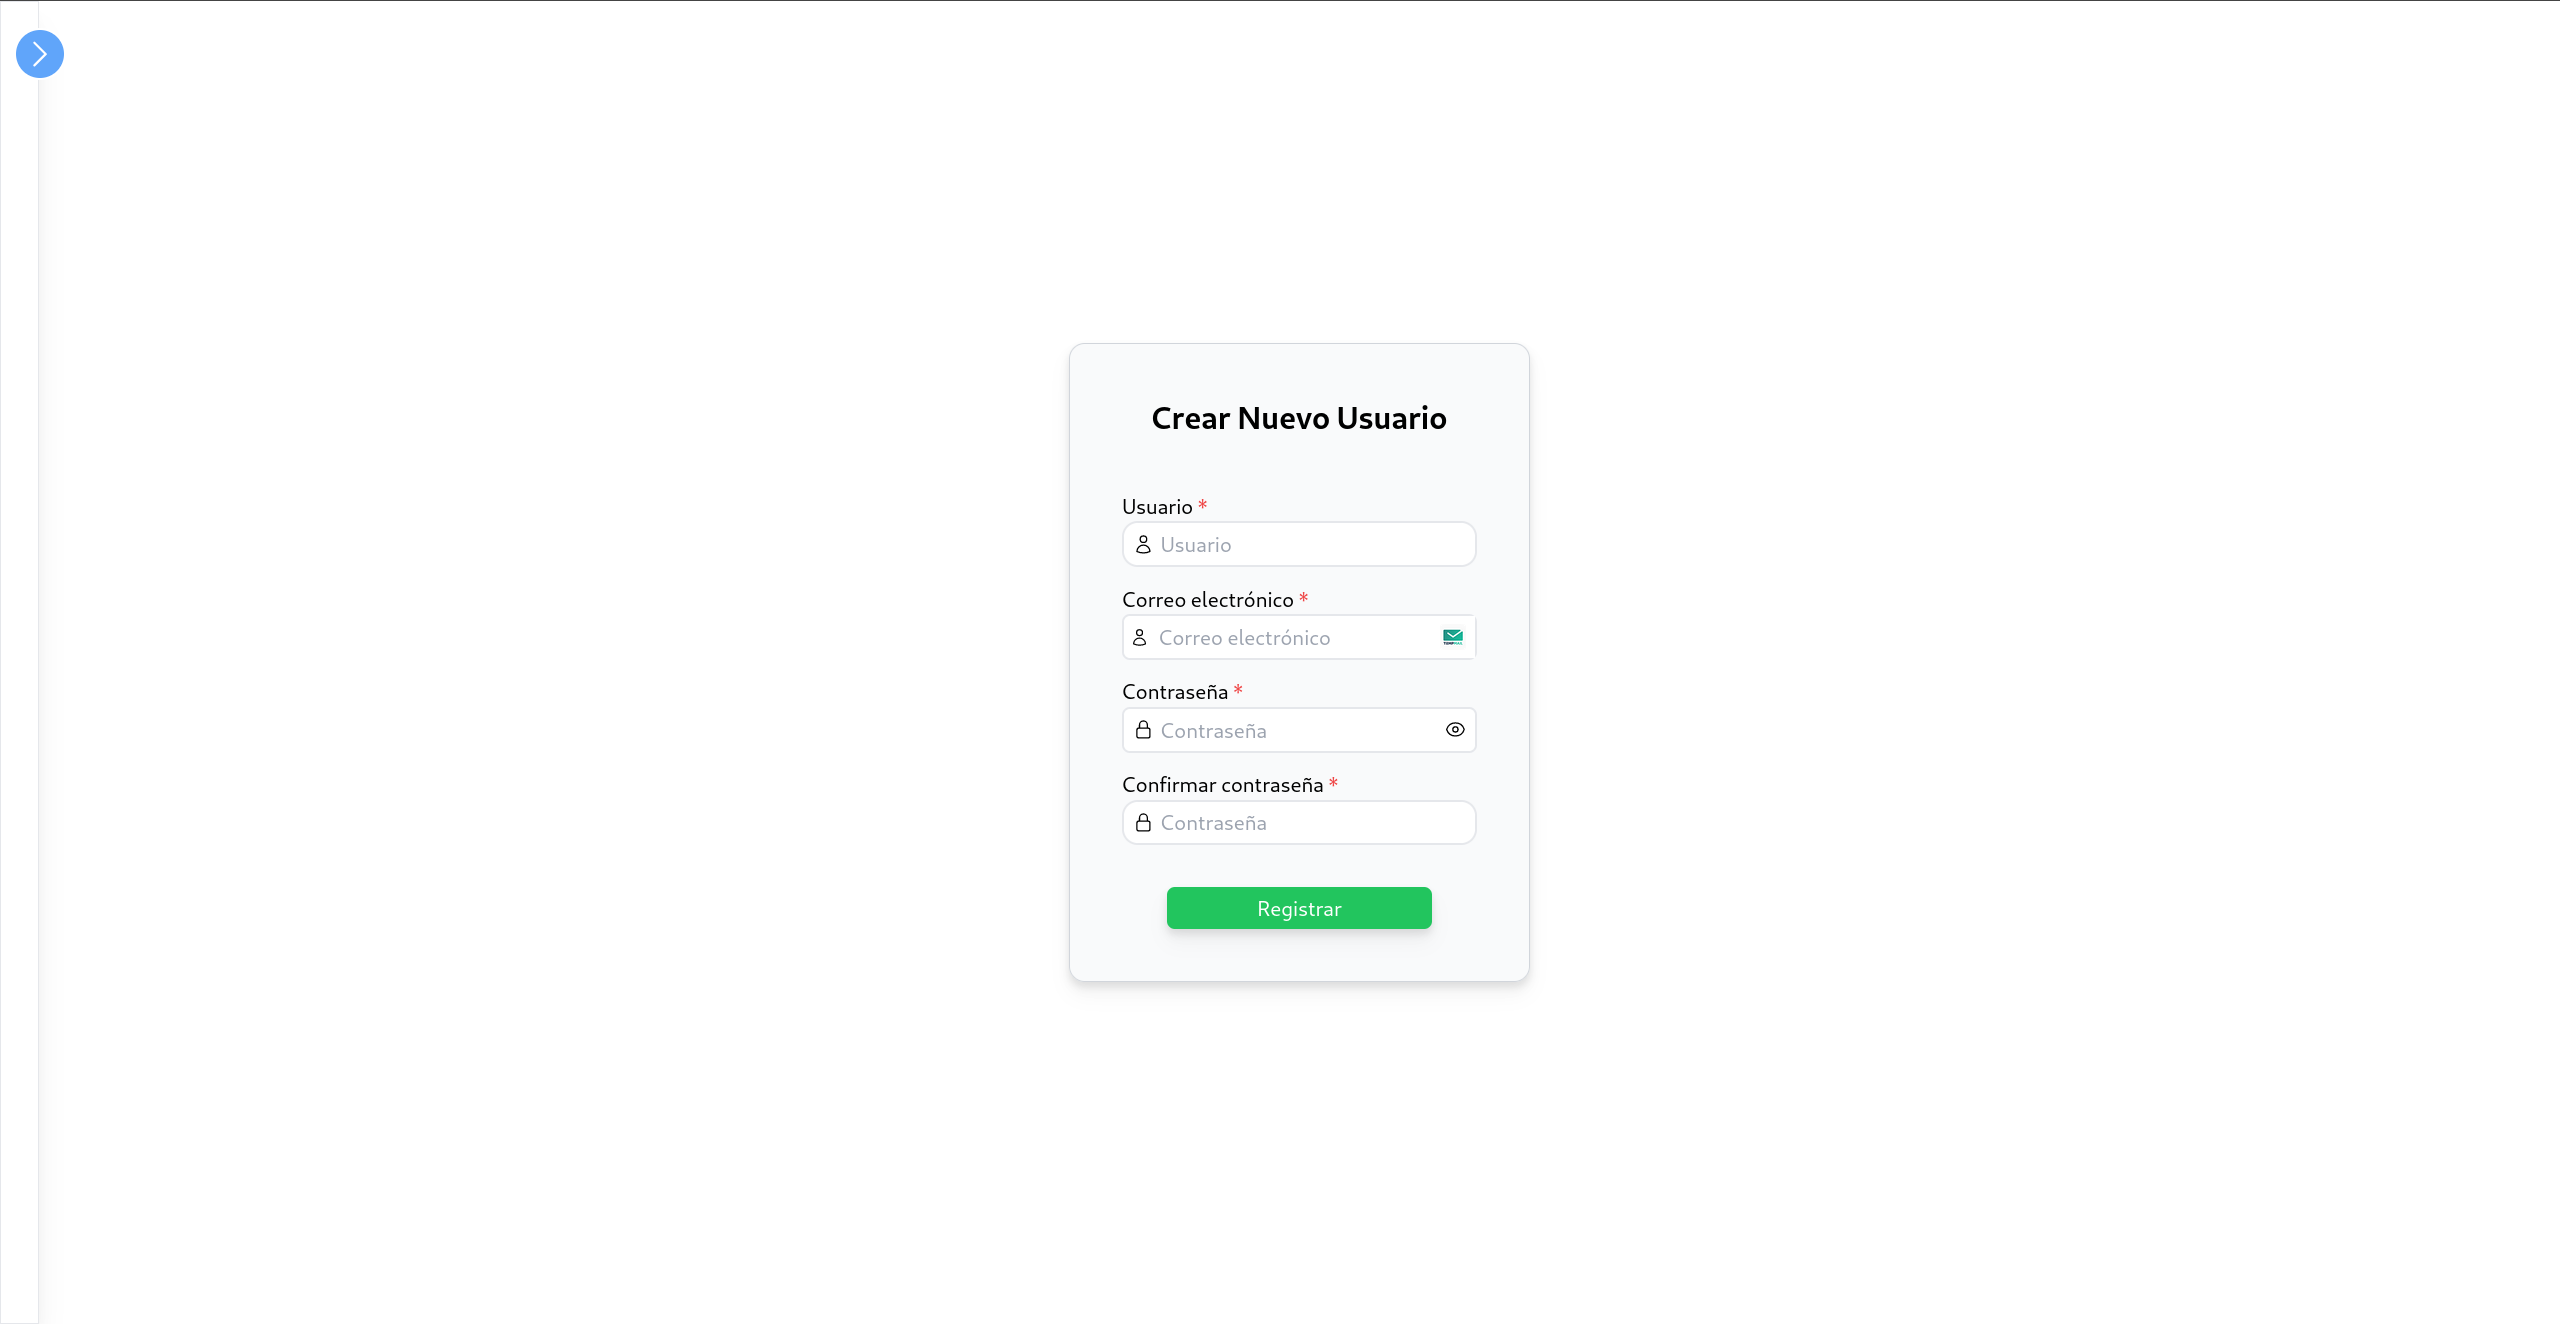 Crear Nuevo Usuario
Usuario *
Usuario
Correo electrónico *
Correo electrónico
Contraseña *
Contraseña
Confirmar contraseña *
Contraseña
Registrar